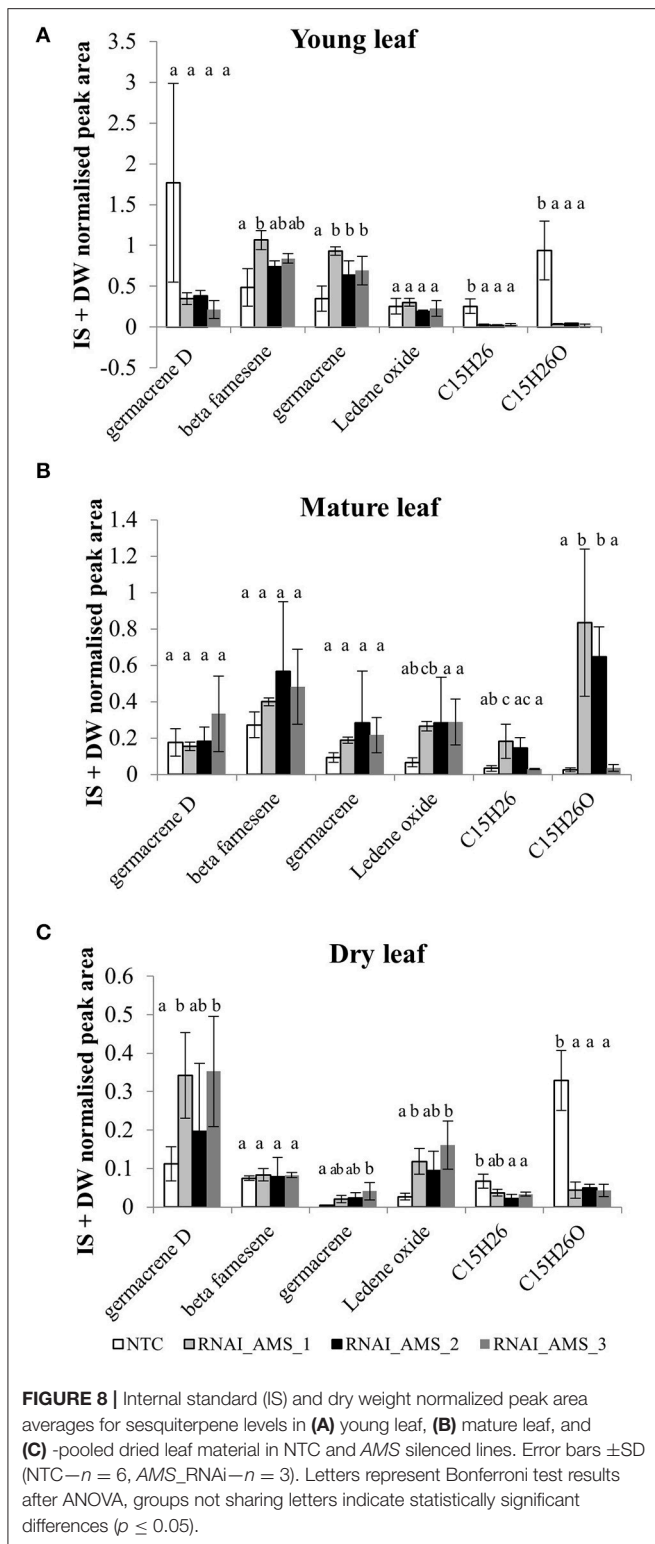 A
Young leaf
IS + DW normalised peak area
3.5
3
2.5
2
1.5
1
0.5
0
-0.5
a a a a
a b abab
a b b b
a a a a
b a a a
b a a a
germacrene D
beta farnesene
germacrene
Ledene oxide
C15H26
C15H26O
B
Mature leaf
IS + DW normalised peak area
1.4
1.2
1
0.8
0.6
0.4
0.2
0
a a a a
a a a a
a a a a
abcb a a
ab c ac a
a b b a
germacrene D
beta farnesene
germacrene
Ledene oxide
C15H26
C15H26O
C
Dry leaf
IS + DW normalised peak area
0.6
0.5
0.4
0.3
0.2
0.1
0
a b ab b
a a a a
a abab b
a b ab b
b ab a a
b a a a
germacrene D
beta farnesene
germacrene
Ledene oxide
C15H26
C15H26O
NTC RNAI_AMS_1 RNAI_AMS_2 RNAI_AMS_3
FIGURE 8 | Internal standard (IS) and dry weight normalized peak area
averages for sesquiterpene levels in (A) young leaf, (B) mature leaf, and
(C) -pooled dried leaf material in NTC and AMS silenced lines. Error bars ±SD
(NTC—n = 6, AMS_RNAi—n = 3). Letters represent Bonferroni test results
after ANOVA, groups not sharing letters indicate statistically significant
differences (p ≤ 0.05).